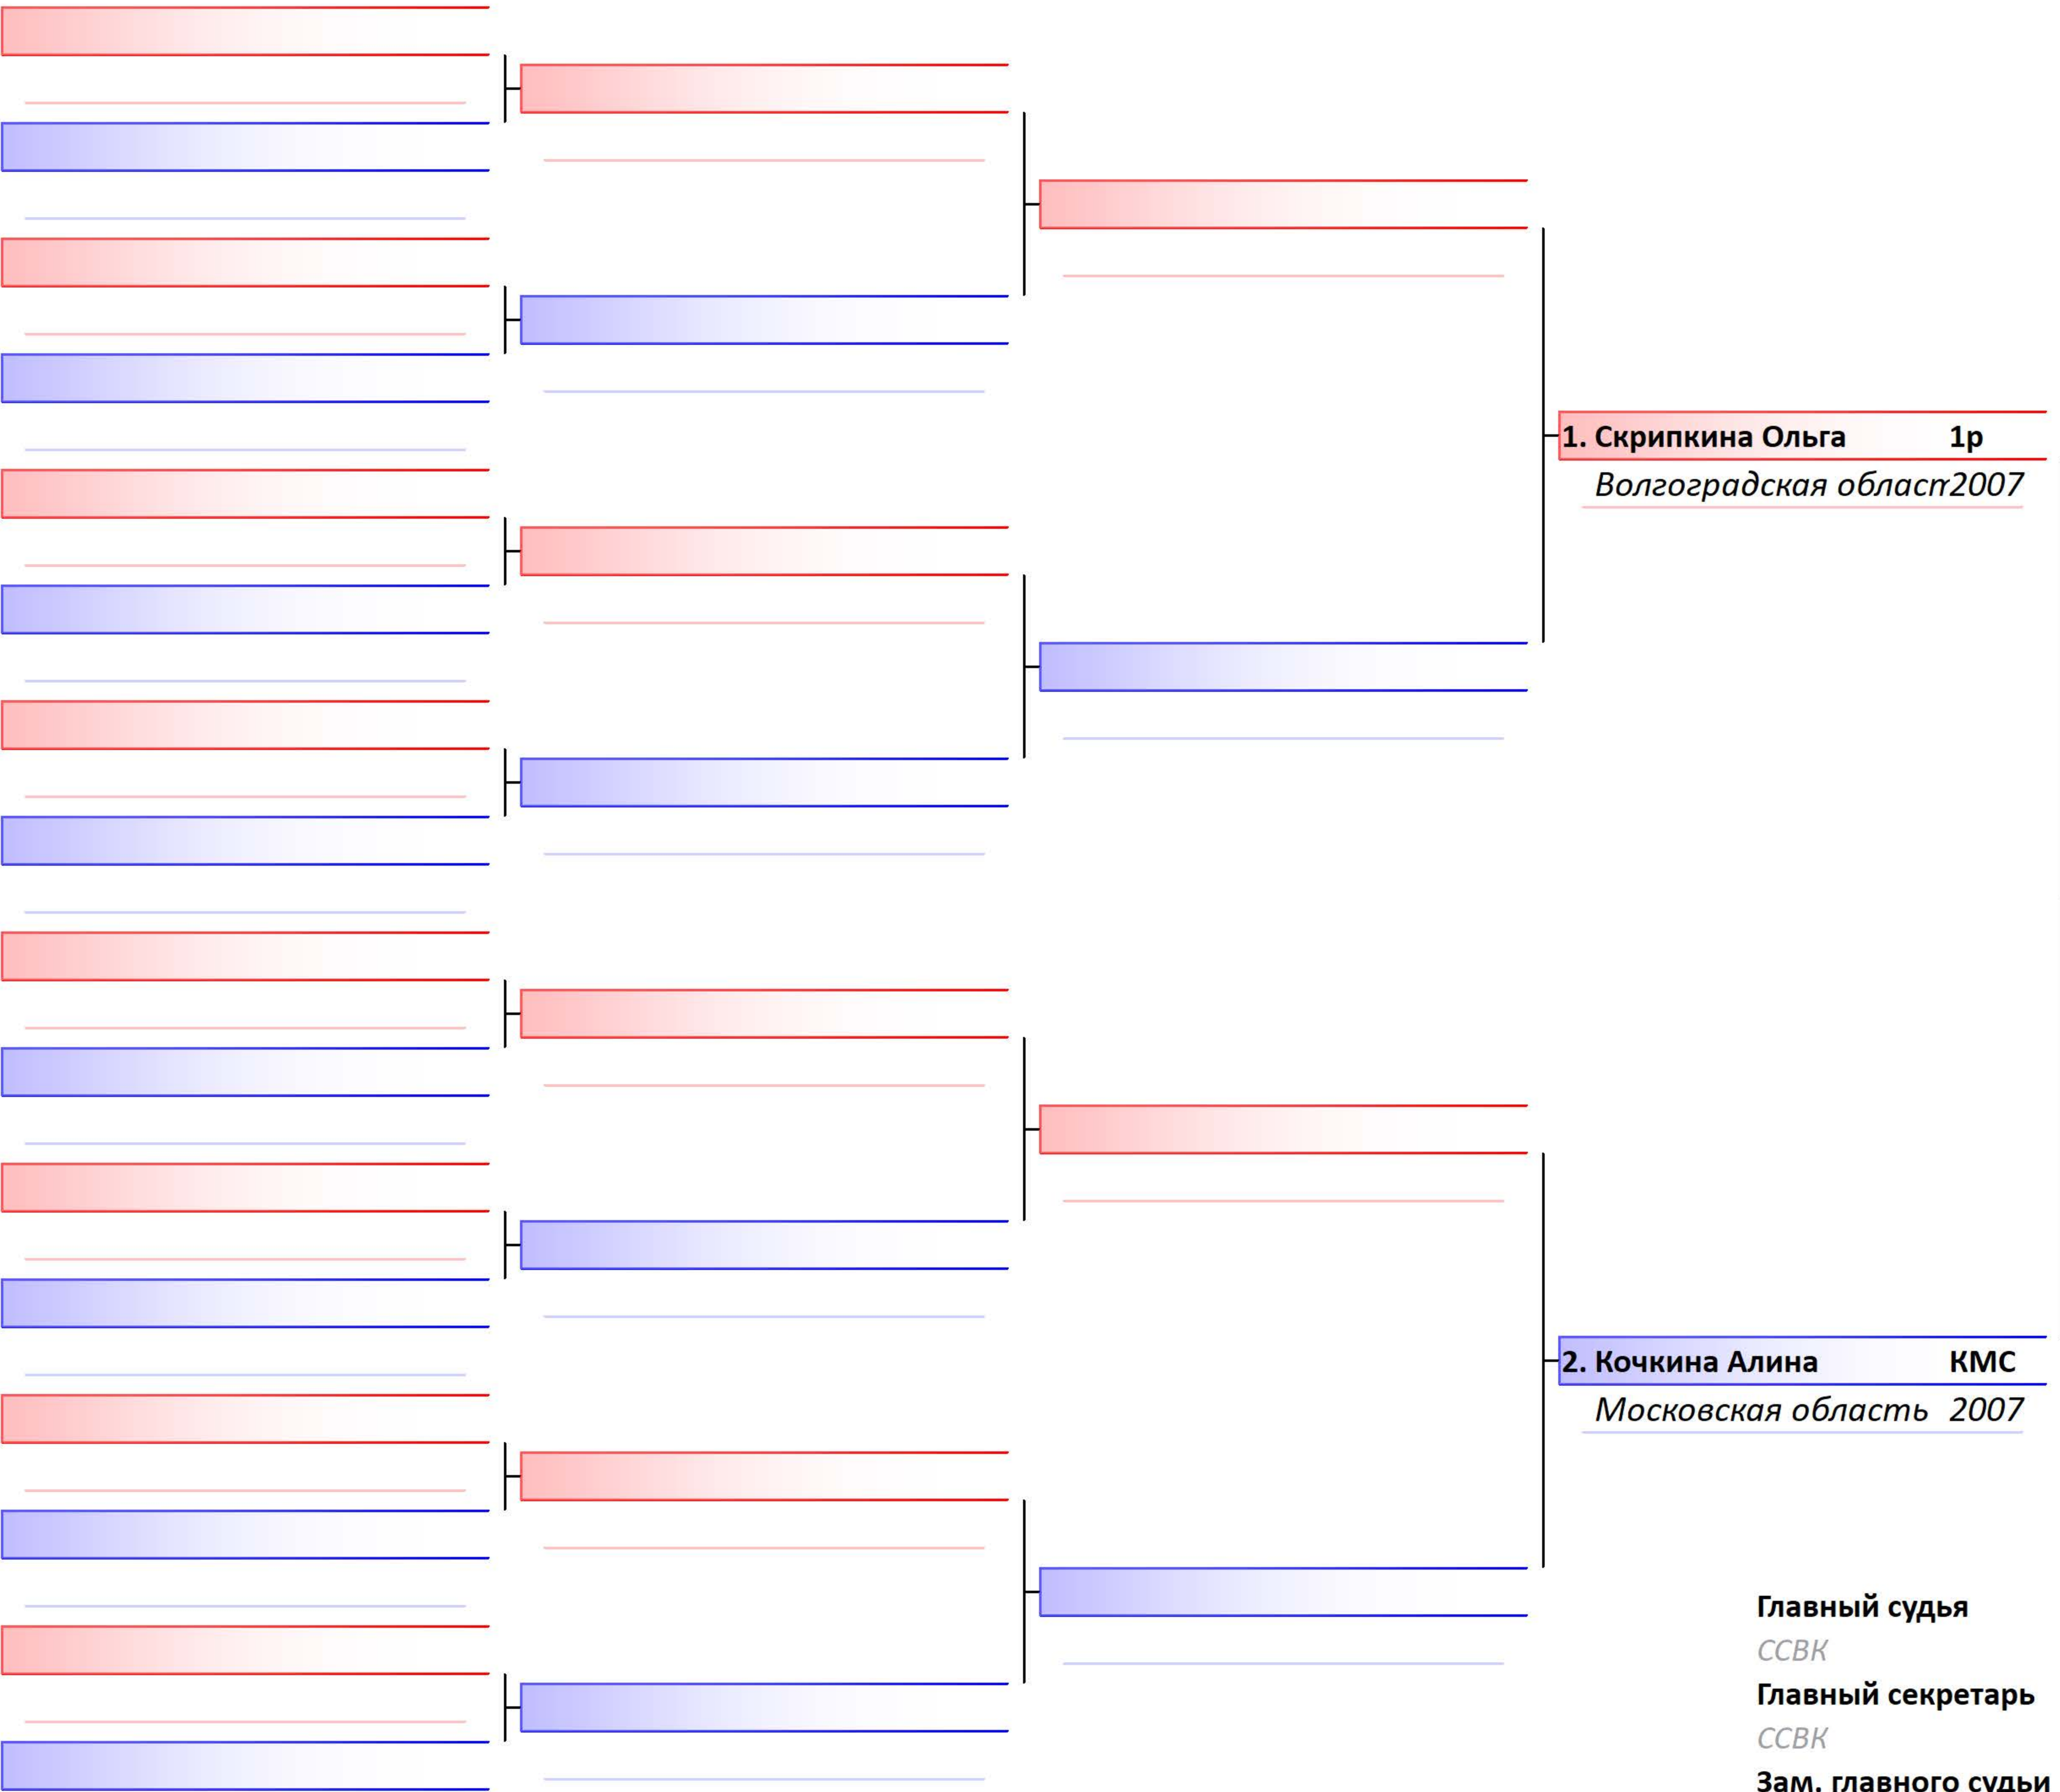 1. Скрипкина Ольга 1р
Волгоградская област2007
2. Кочкина Алина КМС
Московская область 2007
Главный судья
ССВК
Главный секретарь
ССВК
Зам. главного судьи